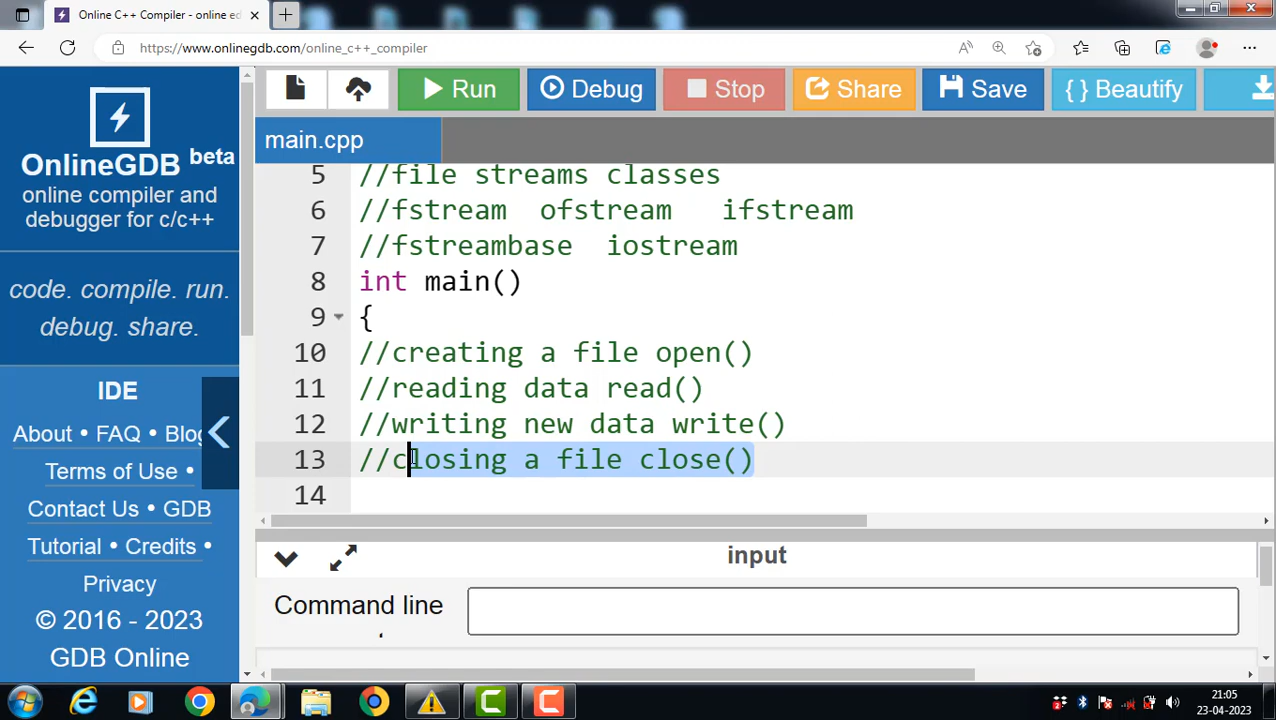 Online C++ Compiler - online ed
https://www.onlinegdb.com/online_c++_compiler
OnlineGDB beta
online compiler and
debugger for c/c++
code. compile. run.
debug. share.
IDE
About • FAQ • Blog
Terms of Use •
Contact Us • GDB
Tutorial • Credits •
Privacy
© 2016 - 2023
GDB Online
Run
Debug
Stop
Share
Save
{ } Beautify
main.cpp
5 //file streams classes
6 //fstream ofstream ifstream
7 //fstreambase iostream
8 int main()
9 {
10 //creating a file open()
11 //reading data read()
12 //writing new data write()
13 //closing a file close()
14
input
Command line
21:05
23-04-2023